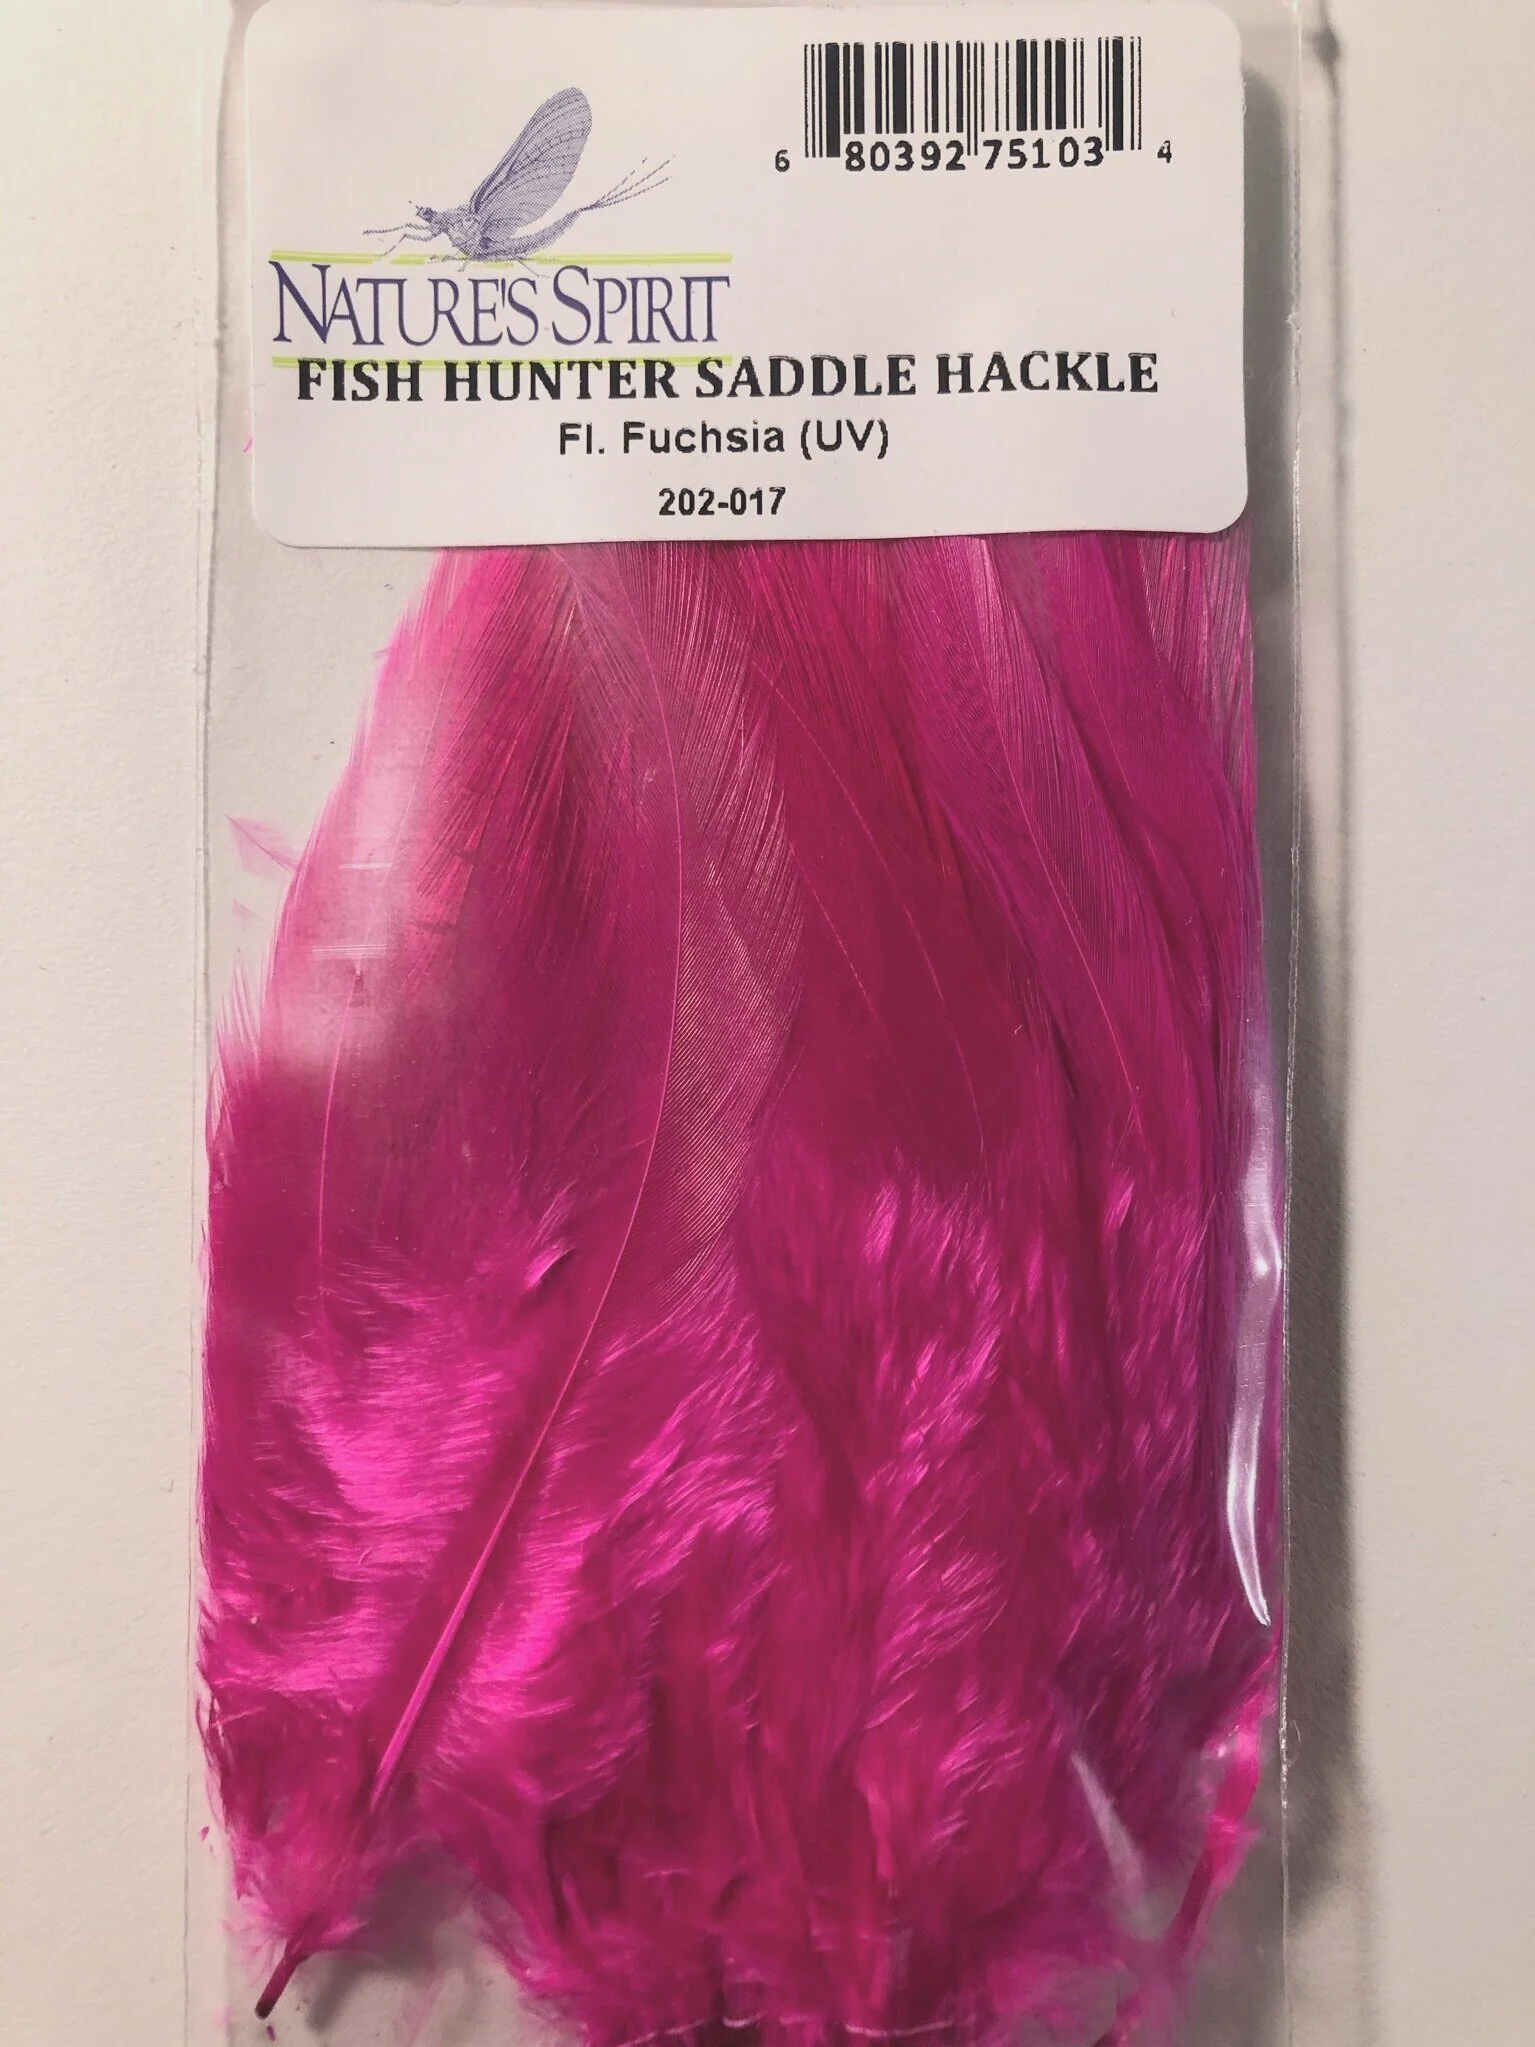 6 80392 75103 4
NATURE'S SPIRIT
FISH HUNTER SADDLE HACKLE
Fl. Fuchsia (UV)
202-017